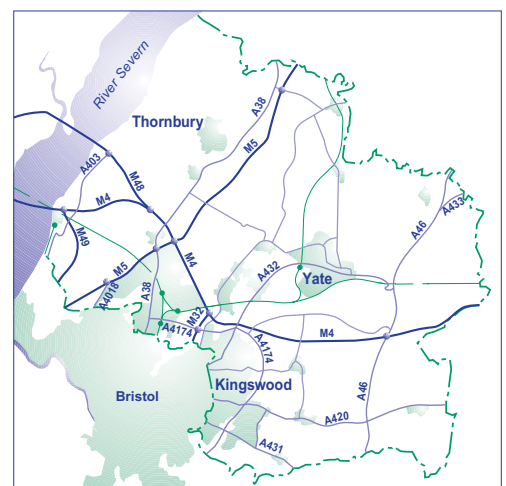 River Severn
A38
Thornbury
M5
A403
M48
M4
A433
A46
M49
M4
A432
M5
Yate
A4018
A38
M32
A4174
M4
A4174
Kingswood
A46
Bristol
A420
A431